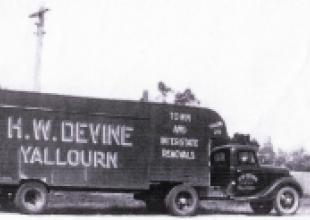 H.W. DEVINE
YALLOURN
TOWN
AND
INTERSTATE
REMOVALS